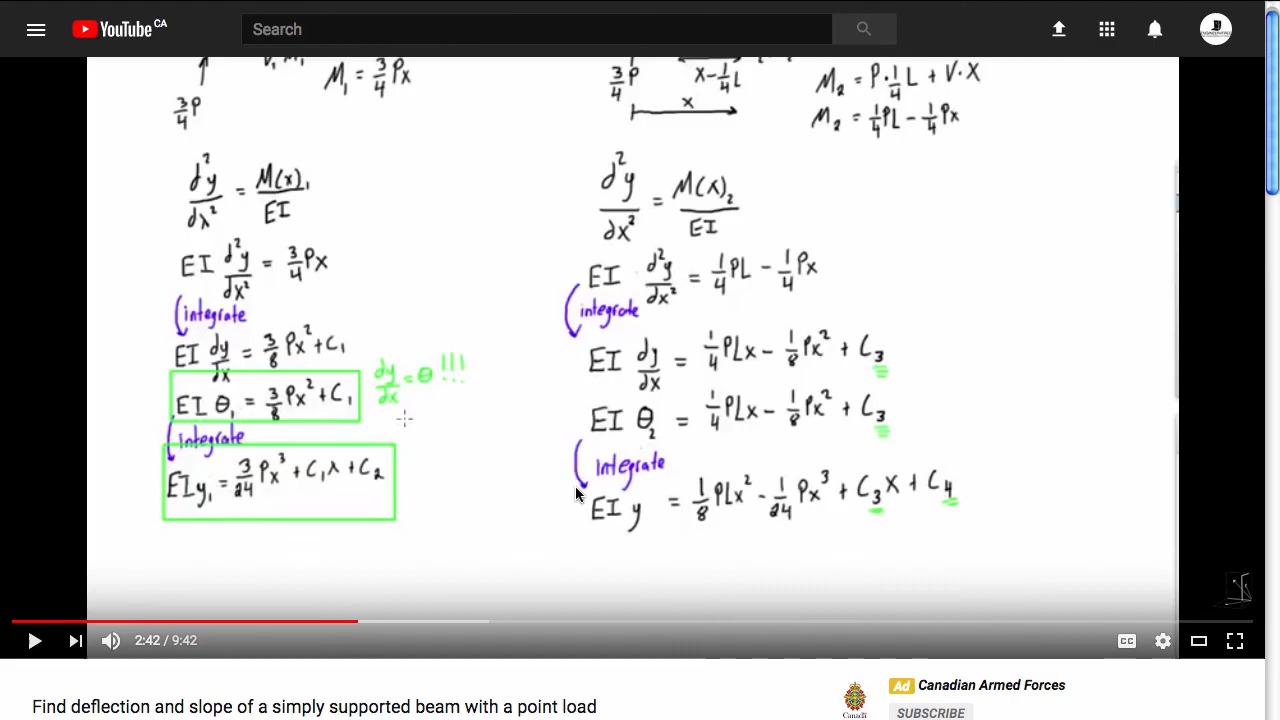 YouTube CA
Search
V, M₁
M₁ = 3/4 Px
3/4 P
d²y/dx² = M(x)₁/EI
EI d²y/dx² = 3/4 Px
integrate
EI dy/dx = 3/8 Px² + C₁
dy/dx = θ !!!
EI θ₁ = 3/8 Px² + C₁
integrate
EI y₁ = 3/24 Px³ + C₁x + C₂
3/4 P
x - 1/4 L
x
M₂ = P · 1/4 L + V · X
M₂ = 1/4 PL - 1/4 Px
d²y/dx² = M(x)₂/EI
EI d²y/dx² = 1/4 PL - 1/4 Px
integrate
EI dy/dx = 1/4 PLx - 1/8 Px² + C₃
EI θ₂ = 1/4 PLx - 1/8 Px² + C₃
integrate
EI y = 1/8 PLx² - 1/24 Px³ + C₃x + C₄
2:42 / 9:42
CC
Find deflection and slope of a simply supported beam with a point load
Canada
Ad Canadian Armed Forces
SUBSCRIBE